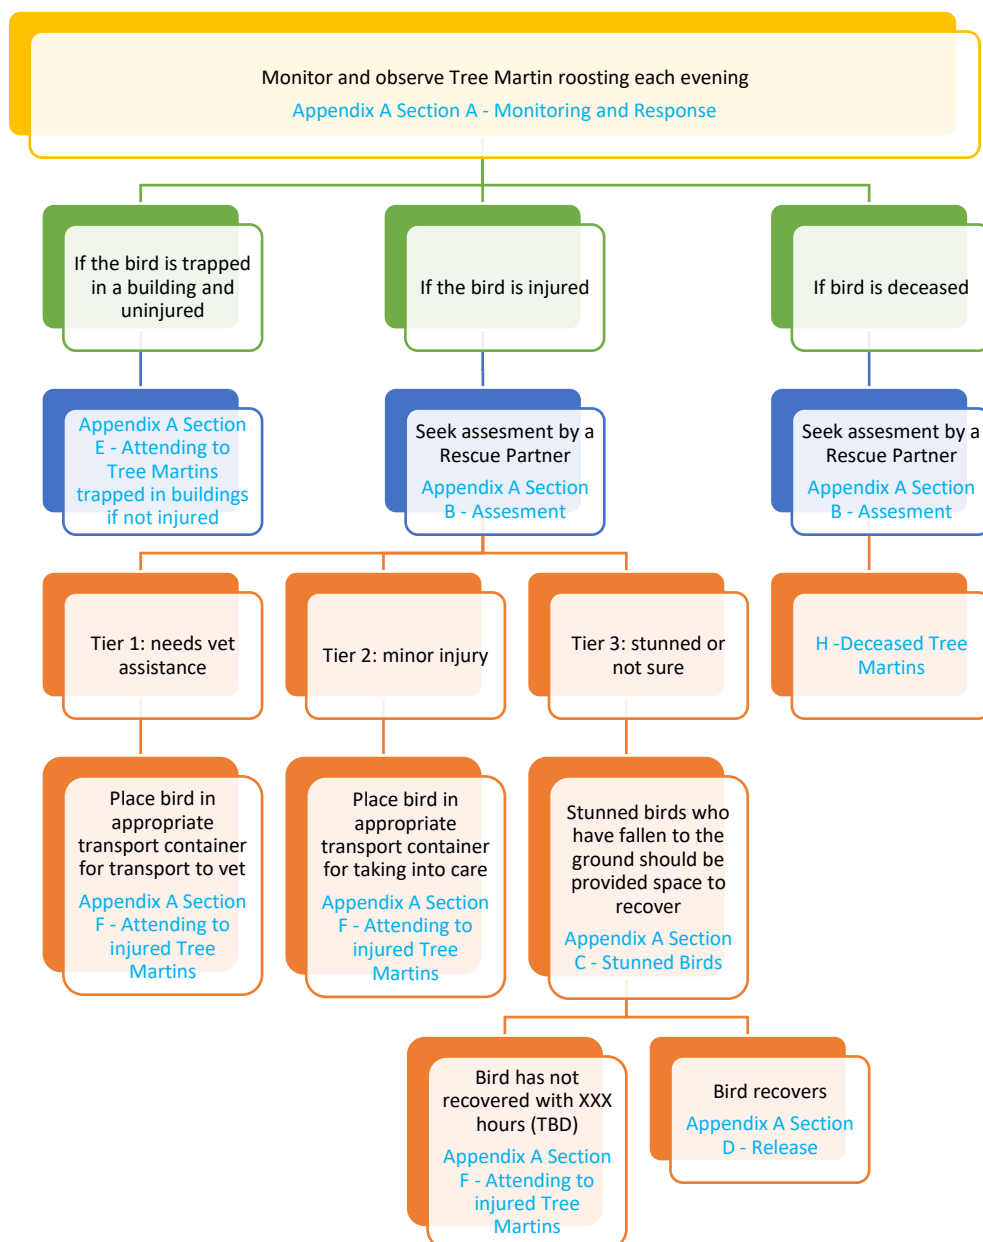 Monitor and observe Tree Martin roosting each evening
Appendix A Section A - Monitoring and Response
If the bird is trapped
in a building and
uninjured
If the bird is injured
If bird is deceased
Appendix A Section
E - Attending to
Tree Martins
trapped in buildings
if not injured
Seek assesment by a
Rescue Partner
Appendix A Section
B - Assesment
Seek assesment by a
Rescue Partner
Appendix A Section
B - Assesment
Tier 1: needs vet
assistance
Tier 2: minor injury
Tier 3: stunned or
not sure
H -Deceased Tree
Martins
Place bird in
appropriate
transport container
for transport to vet
Appendix A Section
F - Attending to
injured Tree
Martins
Place bird in
appropriate
transport container
for taking into care
Appendix A Section
F - Attending to
injured Tree
Martins
Stunned birds who
have fallen to the
ground should be
provided space to
recover
Appendix A Section
C - Stunned Birds
Bird has not
recovered with XXX
hours (TBD)
Appendix A Section
F - Attending to
injured Tree
Martins
Bird recovers
Appendix A Section
D - Release